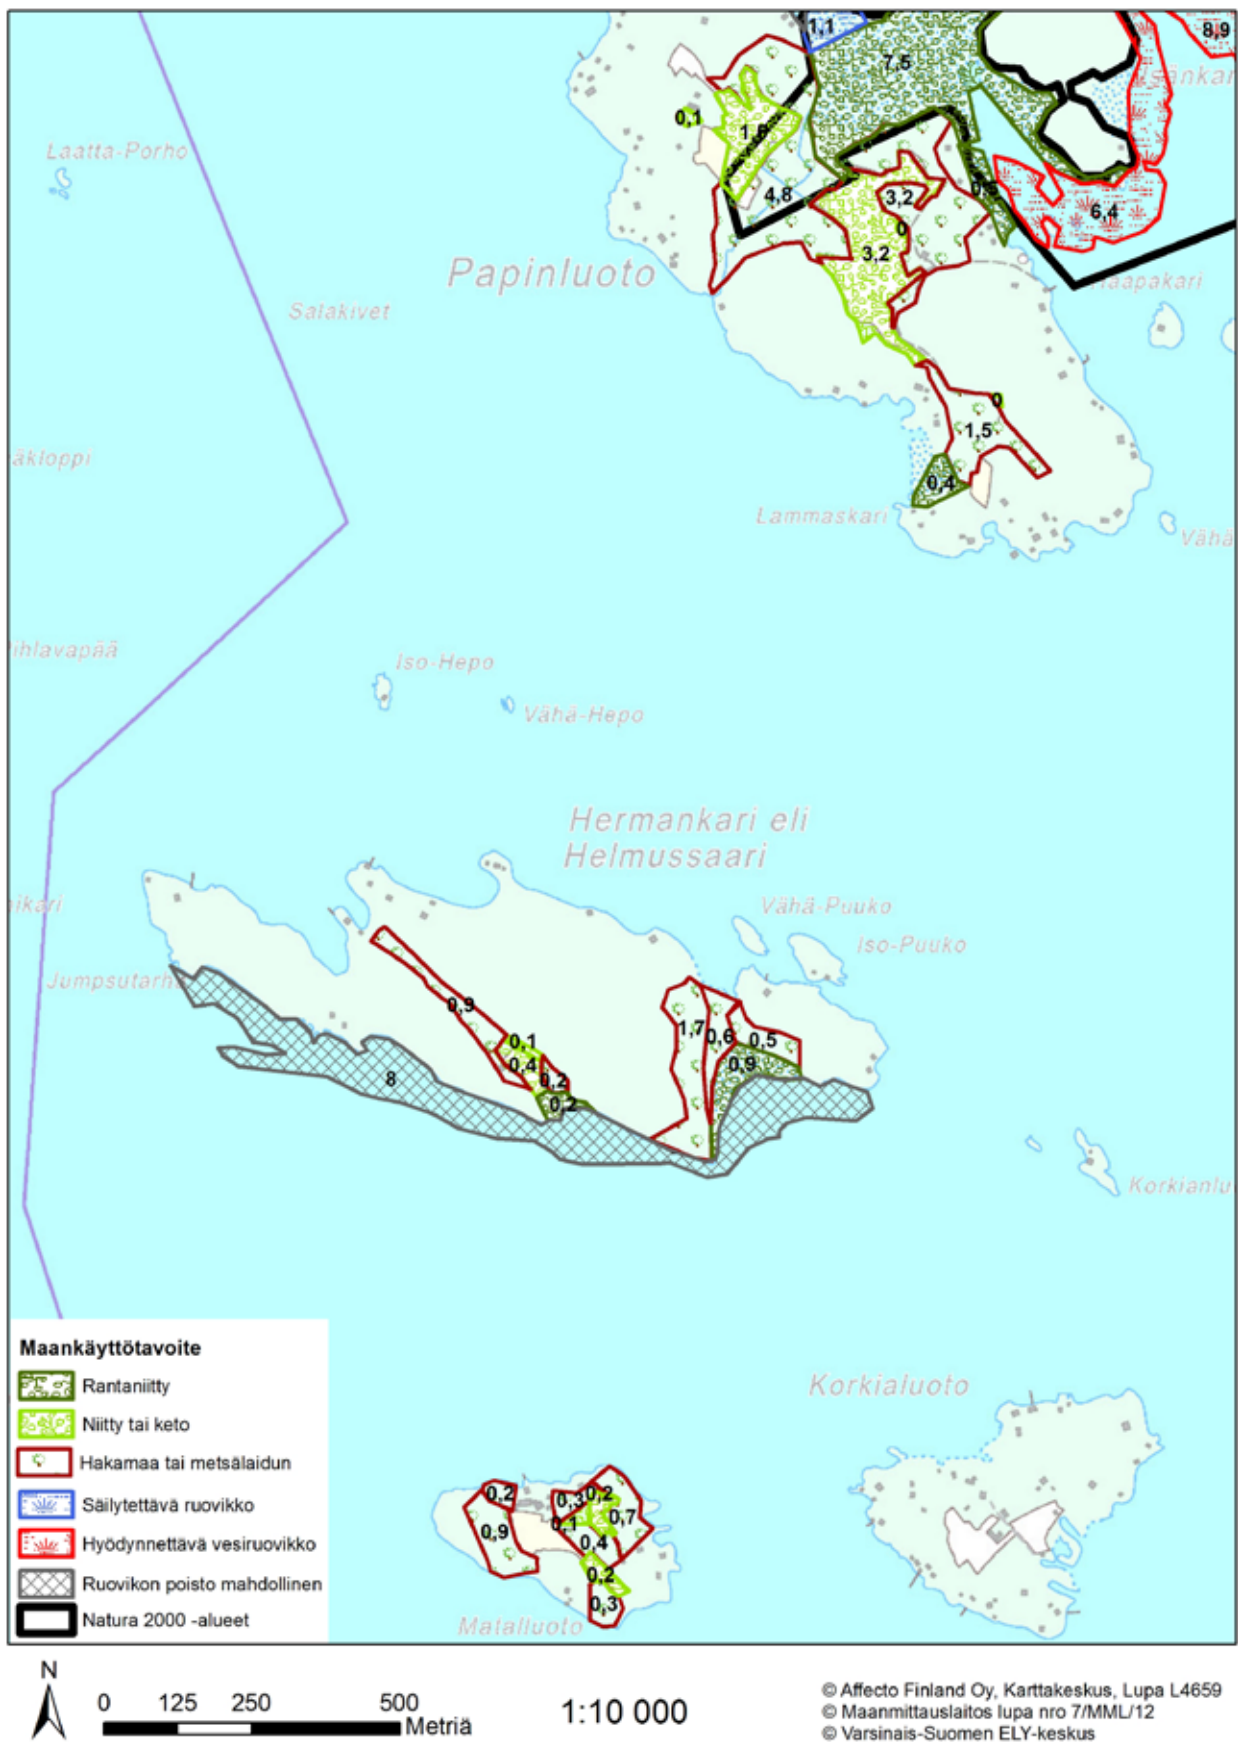 1,1
8,9
7,5
Isänkari
Laatta-Porho
0,1
4,8
3,2
0,5
6,4
0
3,2
Papinluoto
Haapakari
Salakivet
0
1,5
äkloppi
0,4
Lammaskari
Vähä
ihlavapää
Iso-Hepo
Vähä-Hepo
Hermankari eli
Helmussaari
nikari
Vähä-Puuko
Iso-Puuko
Jumpsutarh
0,9
1,7
0,6
0,5
0,1
0,4
0,2
0,9
8
0,2
Korkianlu
Maankäyttötavoite
Rantaniitty
Niitty tai keto
Hakamaa tai metsälaidun
Säilytettävä ruovikko
Hyödynnettävä vesiruovikko
Ruovikon poisto mahdollinen
Natura 2000 -alueet
Korkialuoto
0,2
0,3
0,2
0,7
0,9
0,1
0,4
0,2
0,3
Matalluoto
N
0 125 250 500
Metriä
1:10 000
© Affecto Finland Oy, Karttakeskus, Lupa L4659
© Maanmittauslaitos lupa nro 7/MML/12
© Varsinais-Suomen ELY-keskus